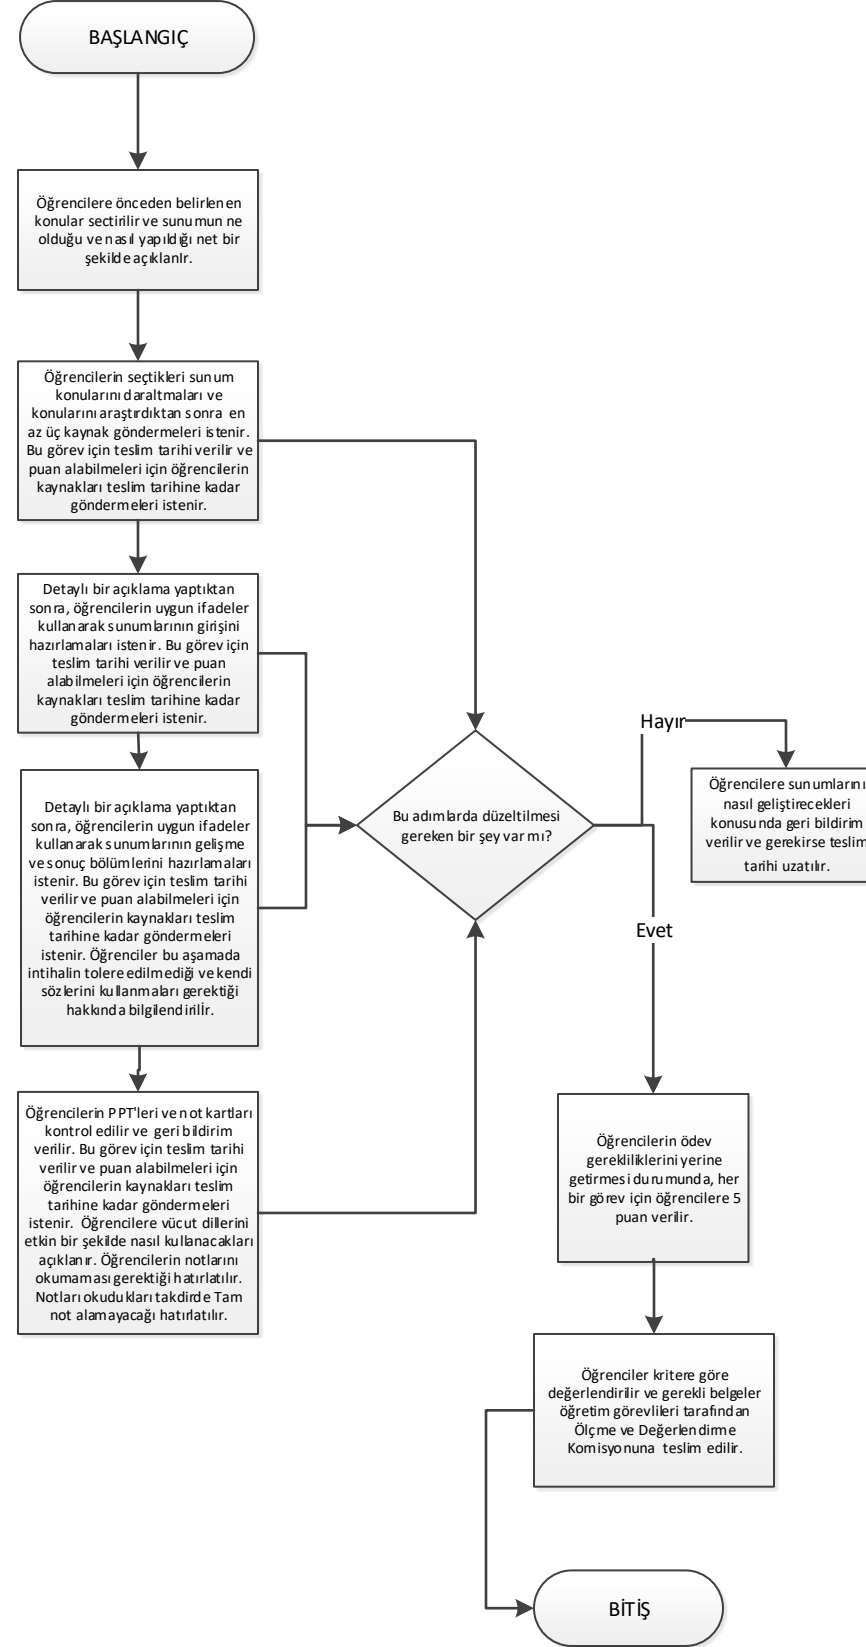 BAŞLANGIÇ
Öğrencilere önceden belirlenen
konular sectirilir ve sunumun ne
olduğu ve nasıl yapıldığı net bir
şekilde açıklanIr.
Öğrencilerin seçtikleri sunum
konularını daraltmaları ve
konularını araştırdıktan sonra en
az üç kaynak göndermeleri istenir.
Bu görev için teslim tarihi verilir ve
puan alabilmeleri için öğrencilerin
kaynakları teslim tarihine kadar
göndermeleri istenir.
Detaylı bir açıklama yaptıktan
sonra, öğrencilerin uygun ifadeler
kullanarak sunumlarının girişini
hazırlamaları istenir. Bu görev için
teslim tarihi verilir ve puan
alabilmeleri için öğrencilerin
kaynakları teslim tarihine kadar
göndermeleri istenir.
Detaylı bir açıklama yaptıktan
sonra, öğrencilerin uygun ifadeler
kullanarak sunumlarının gelişme
ve sonuç bölümlerini hazırlamaları
istenir. Bu görev için teslim tarihi
verilir ve puan alabilmeleri için
öğrencilerin kaynakları teslim
tarihine kadar göndermeleri
istenir. Öğrenciler bu aşamada
intihalin tolere edilmediği ve kendi
sözlerini kullanmaları gerektiği
hakkında bilgilendirilİr.
Öğrencilerin PPT'leri ve not kartları
kontrol edilir ve geri bildirim
verilir. Bu görev için teslim tarihi
verilir ve puan alabilmeleri için
öğrencilerin kaynakları teslim
tarihine kadar göndermeleri
istenir. Öğrencilere vücut dillerini
etkin bir şekilde nasıl kullanacakları
açıklanır. Öğrencilerin notlarını
okumaması gerektiği hatırlatılır.
Notları okudukları takdirde Tam
not alamayacağı hatırlatılır.
Bu adımlarda düzeltilmesi
gereken bir şey var mı?
Hayır
Öğrencilere sunumlarını
nasıl geliştirecekleri
konusunda geri bildirim
verilir ve gerekirse teslim
tarihi uzatılır.
Evet
Öğrencilerin ödev
gerekliliklerini yerine
getirmesi durumunda, her
bir görev için öğrencilere 5
puan verilir.
Öğrenciler kritere göre
değerlendirilir ve gerekli belgeler
öğretim görevlileri tarafından
Ölçme ve Değerlendirme
Komisyonuna teslim edilir.
BİTİŞ